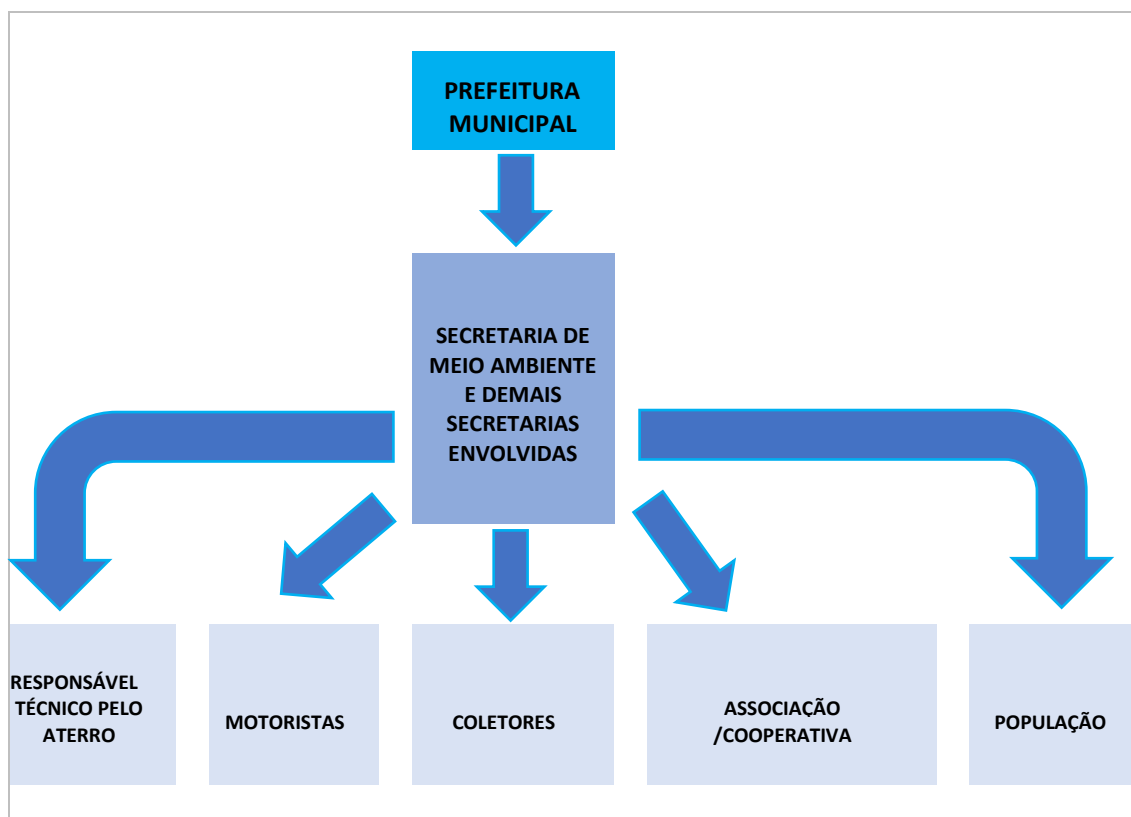 PREFEITURA
MUNICIPAL
SECRETARIA DE
MEIO AMBIENTE
E DEMAIS
SECRETARIAS
ENVOLVIDAS
RESPONSÁVEL
TÉCNICO PELO
ATERRO
MOTORISTAS
COLETORES
ASSOCIAÇÃO
/COOPERATIVA
POPULAÇÃO